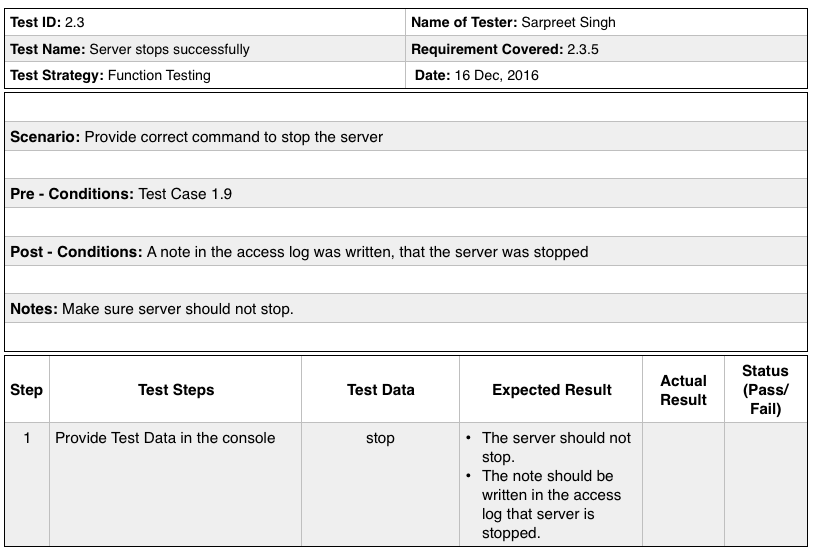 Test ID: 2.3
Name of Tester: Sarpreet Singh
Test Name: Server stops successfully
Requirement Covered: 2.3.5
Test Strategy: Function Testing
Date: 16 Dec, 2016
Scenario: Provide correct command to stop the server
Pre - Conditions: Test Case 1.9
Post - Conditions: A note in the access log was written, that the server was stopped
Notes: Make sure server should not stop.
Step
Test Steps
Test Data
Expected Result
Actual
Result
Status
(Pass/
Fail)
1
Provide Test Data in the console
stop
• The server should not
stop.
• The note should be
written in the access
log that server is
stopped.